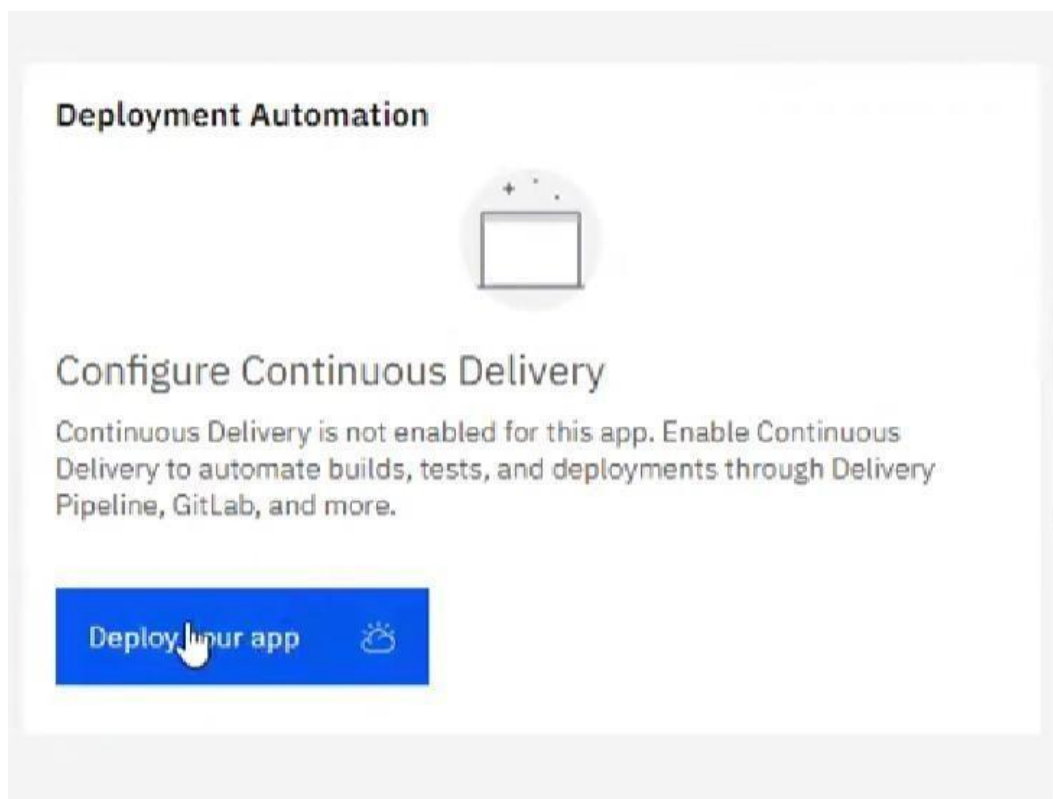 Deployment Automation
Configure Continuous Delivery
Continuous Delivery is not enabled for this app. Enable Continuous
Delivery to automate builds, tests, and deployments through Delivery
Pipeline, GitLab, and more.
Deploy your app